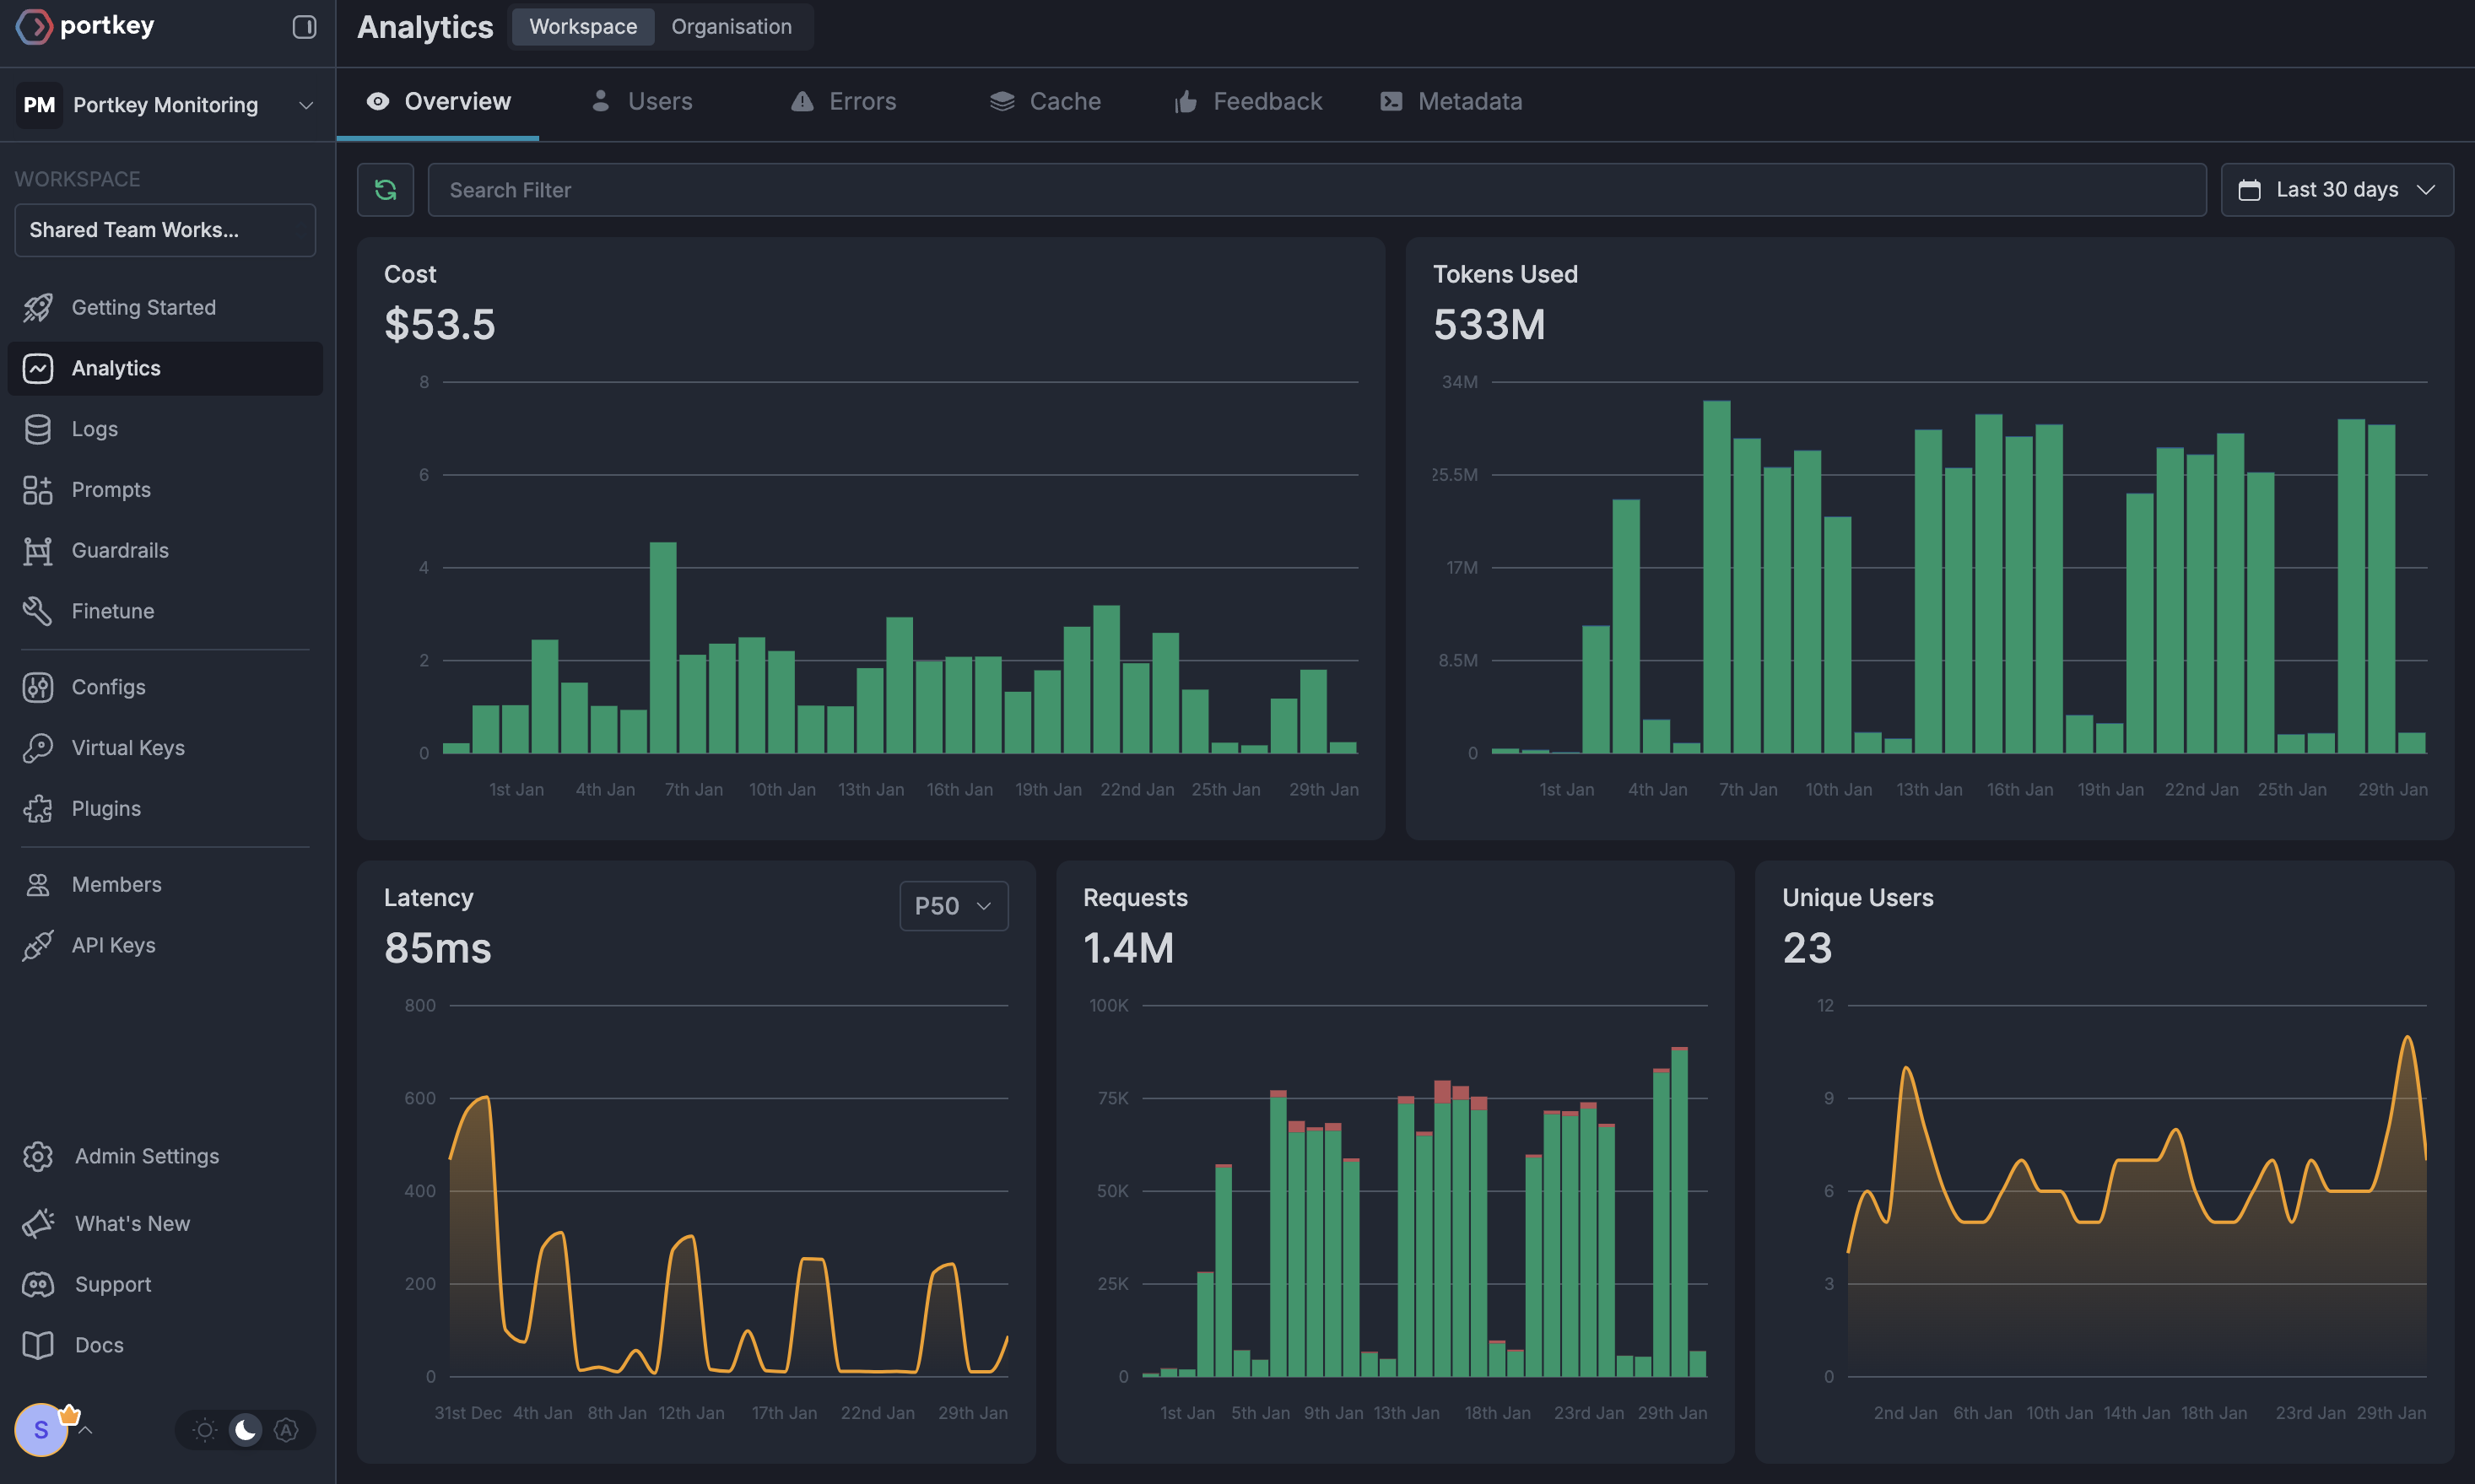 portkey
PM Portkey Monitoring
WORKSPACE
Shared Team Works...
Getting Started
Analytics
Logs
Prompts
Guardrails
Finetune
Configs
Virtual Keys
Plugins
Members
API Keys
Admin Settings
What's New
Support
Docs
S
A
Analytics Workspace Organisation
Overview Users Errors Cache Feedback Metadata
Search Filter
Last 30 days
Cost
$53.5
8
6
4
2
0
1st Jan 4th Jan 7th Jan 10th Jan 13th Jan 16th Jan 19th Jan 22nd Jan 25th Jan 29th Jan
Tokens Used
533M
34M
25.5M
17M
8.5M
0
1st Jan 4th Jan 7th Jan 10th Jan 13th Jan 16th Jan 19th Jan 22nd Jan 25th Jan 29th Jan
Latency
P50
85ms
800
600
400
200
0
31st Dec 4th Jan 8th Jan 12th Jan 17th Jan 22nd Jan 29th Jan
Requests
1.4M
100K
75K
50K
25K
0
1st Jan 5th Jan 9th Jan 13th Jan 18th Jan 23rd Jan 29th Jan
Unique Users
23
12
9
6
3
0
2nd Jan 6th Jan 10th Jan 14th Jan 18th Jan 23rd Jan 29th Jan